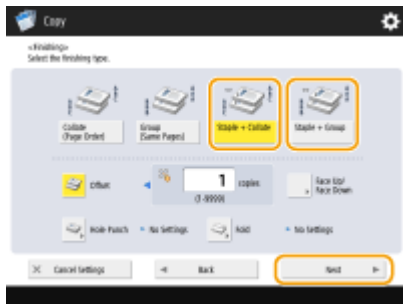 Copy
<Finishing>
Select the finishing type.
Collate
(Page Order)
Group
(Same Pages)
Staple + Collate
Staple + Group
Offset
1
copies
(1-9999)
Face Up/
Face Down
Hole Punch
No Settings
Fold
No Settings
Cancel Settings
Back
Next